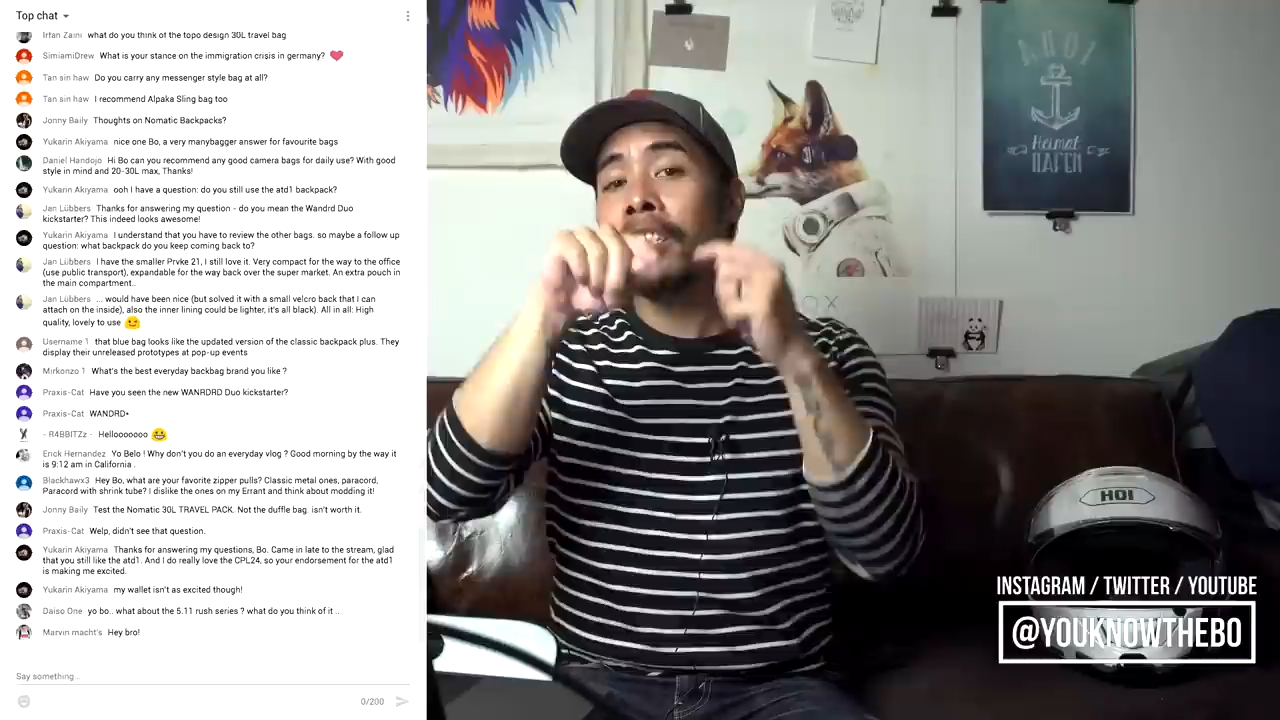 Top chat
Irfan Zaini what do you think of the topo design 30L travel bag
SimiamiDrew What is your stance on the immigration crisis in germany?
Tan sin haw Do you carry any messenger style bag at all?
Tan sin haw I recommend Alpaka Sling bag too
Jonny Baily Thoughts on Nomatic Backpacks?
Yukarin Akiyama nice one Bo, a very manybagger answer for favourite bags
Daniel Handojo Hi Bo can you recommend any good camera bags for daily use? With good
style in mind and 20-30L max, Thanks!
Yukarin Akiyama ooh I have a question: do you still use the atd1 backpack?
Jan Lübbers Thanks for answering my question - do you mean the Wandrd Duo
kickstarter? This indeed looks awesome!
Yukarin Akiyama I understand that you have to review the other bags. so maybe a follow up
question: what backpack do you keep coming back to?
Jan Lübbers I have the smaller Prvke 21, I still love it. Very compact for the way to the office
(use public transport), expandable for the way back over the super market. An extra pouch in
the main compartment..
Jan Lübbers ... would have been nice (but solved it with a small velcro back that I can
attach on the inside), also the inner lining could be lighter, it's all black). All in all: High
quality, lovely to use
Username 1 that blue bag looks like the updated version of the classic backpack plus. They
display their unreleased prototypes at pop-up events
Mirkonzo 1 What's the best everyday backbag brand you like ?
Praxis-Cat Have you seen the new WANRDRD Duo kickstarter?
Praxis-Cat WANDRD*
- R4BBITZz - Hellooooooo
Erick Hernandez Yo Belo ! Why don't you do an everyday vlog ? Good morning by the way it
is 9:12 am in California .
Blackhawx3 Hey Bo, what are your favorite zipper pulls? Classic metal ones, paracord,
Paracord with shrink tube? I dislike the ones on my Errant and think about modding it!
Jonny Baily Test the Nomatic 30L TRAVEL PACK. Not the duffle bag. isn't worth it.
Praxis-Cat Welp, didn't see that question.
Yukarin Akiyama Thanks for answering my questions, Bo. Came in late to the stream, glad
that you still like the atd1. And I do really love the CPL24, so your endorsement for the atd1
is making me excited.
Yukarin Akiyama my wallet isn't as excited though!
Daiso One yo bo.. what about the 5.11 rush series ? what do you think of it ..
Marvin macht's Hey bro!
Say something...
0/200
AHOI
Heimat
HAFEN
HOI
INSTAGRAM / TWITTER / YOUTUBE
@YOUKNOWTHEBO